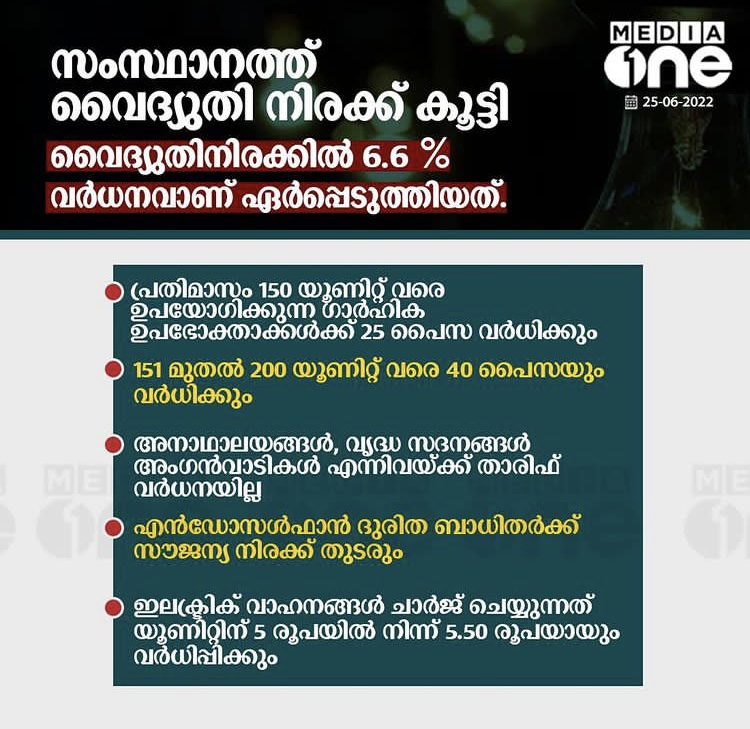 സംസ്ഥാനത്ത്
വൈദ്യുതി നിരക്ക് കൂട്ടി
വൈദ്യുതിനിരക്കിൽ 6.6 %
വർധനവാണ് ഏർപ്പെടുത്തിയത്.
MEDIA
one
25-06-2022
പ്രതിമാസം 150 യൂണിറ്റ് വരെ
ഉപയോഗിക്കുന്ന ഗാർഹിക
ഉപഭോക്താക്കൾക്ക് 25 പൈസ വർധിക്കും
151 മുതൽ 200 യൂണിറ്റ് വരെ 40 പൈസയും
വർധിക്കും
അനാഥാലയങ്ങൾ, വൃദ്ധ സദനങ്ങൾ
അംഗൻവാടികൾ എന്നിവയ്ക്ക് താരിഫ്
വർധനയില്ല
എൻഡോസൾഫാൻ ദുരിത ബാധിതർക്ക്
സൗജന്യ നിരക്ക് തുടരും
ഇലക്ട്രിക് വാഹനങ്ങൾ ചാർജ് ചെയ്യുന്നത്
യൂണിറ്റിന് 5 രൂപയിൽ നിന്ന് 5.50 രൂപയായും
വർധിപ്പിക്കും